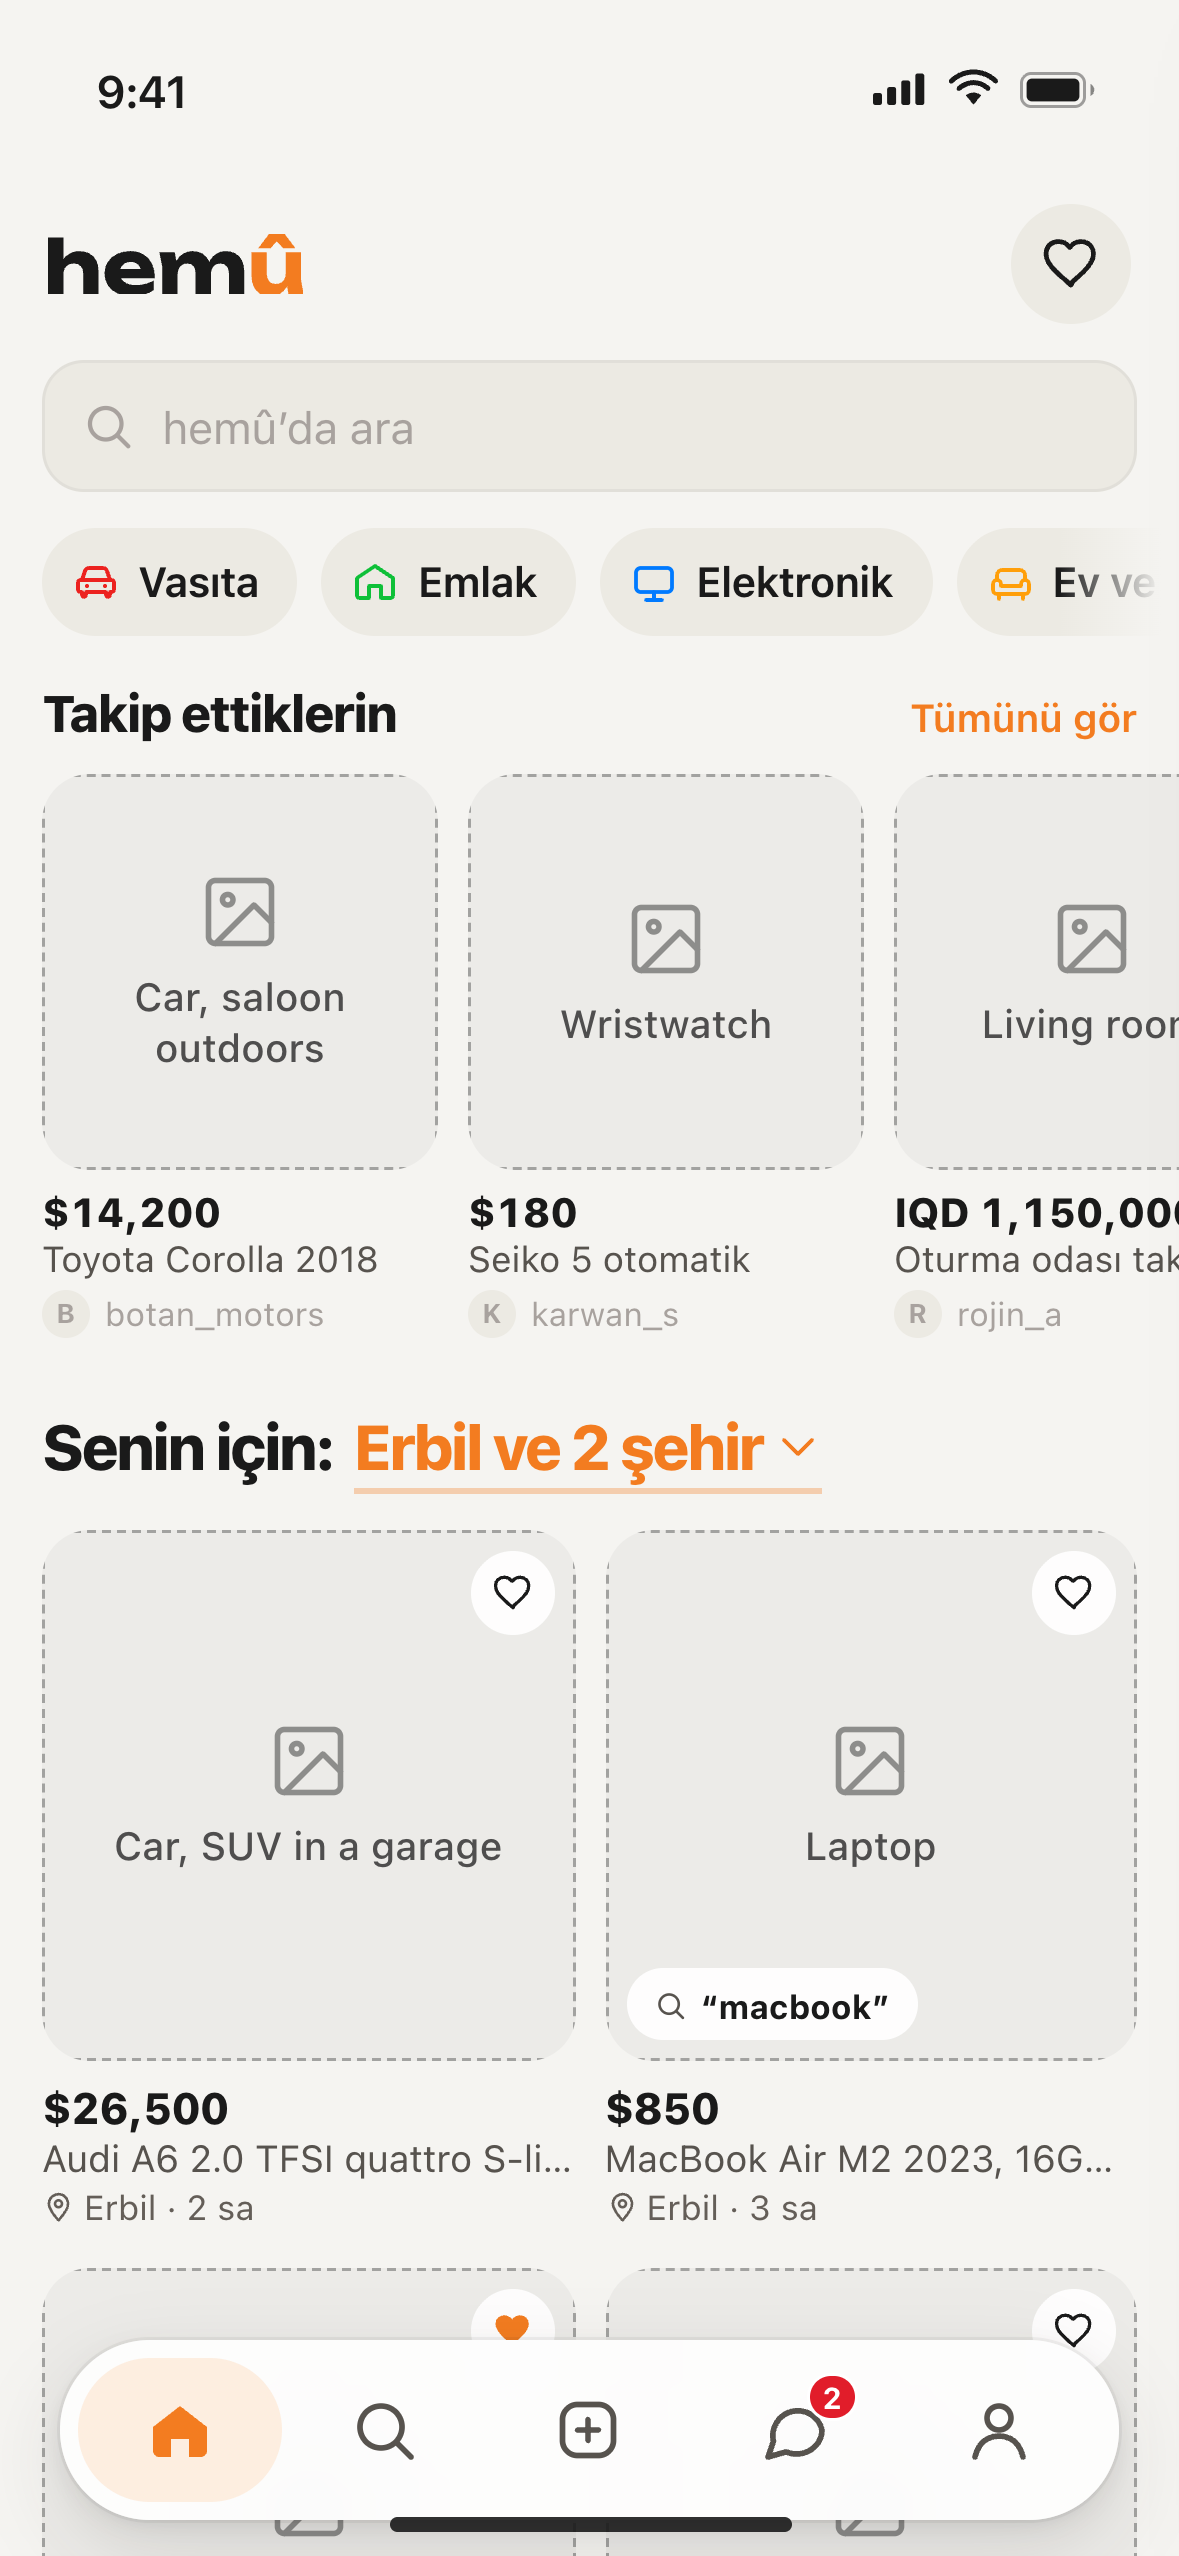 9:41
hemû
hemû’da ara
Vasıta
Emlak
Elektronik
Ev ve
Takip ettiklerin
Tümünü gör
Car, saloon
outdoors
Wristwatch
Living
$14,200
$180
IQD 1,150,000
Toyota Corolla 2018
Seiko 5 otomatik
Oturma odası
B botan_motors
K karwan_s
R rojin_a
Senin için: Erbil ve 2 şehir
Car, SUV in a garage
Laptop
“macbook”
$26,500
$850
Audi A6 2.0 TFSI quattro S-li...
MacBook Air M2 2023, 16G...
Erbil · 2 sa
Erbil · 3 sa
2